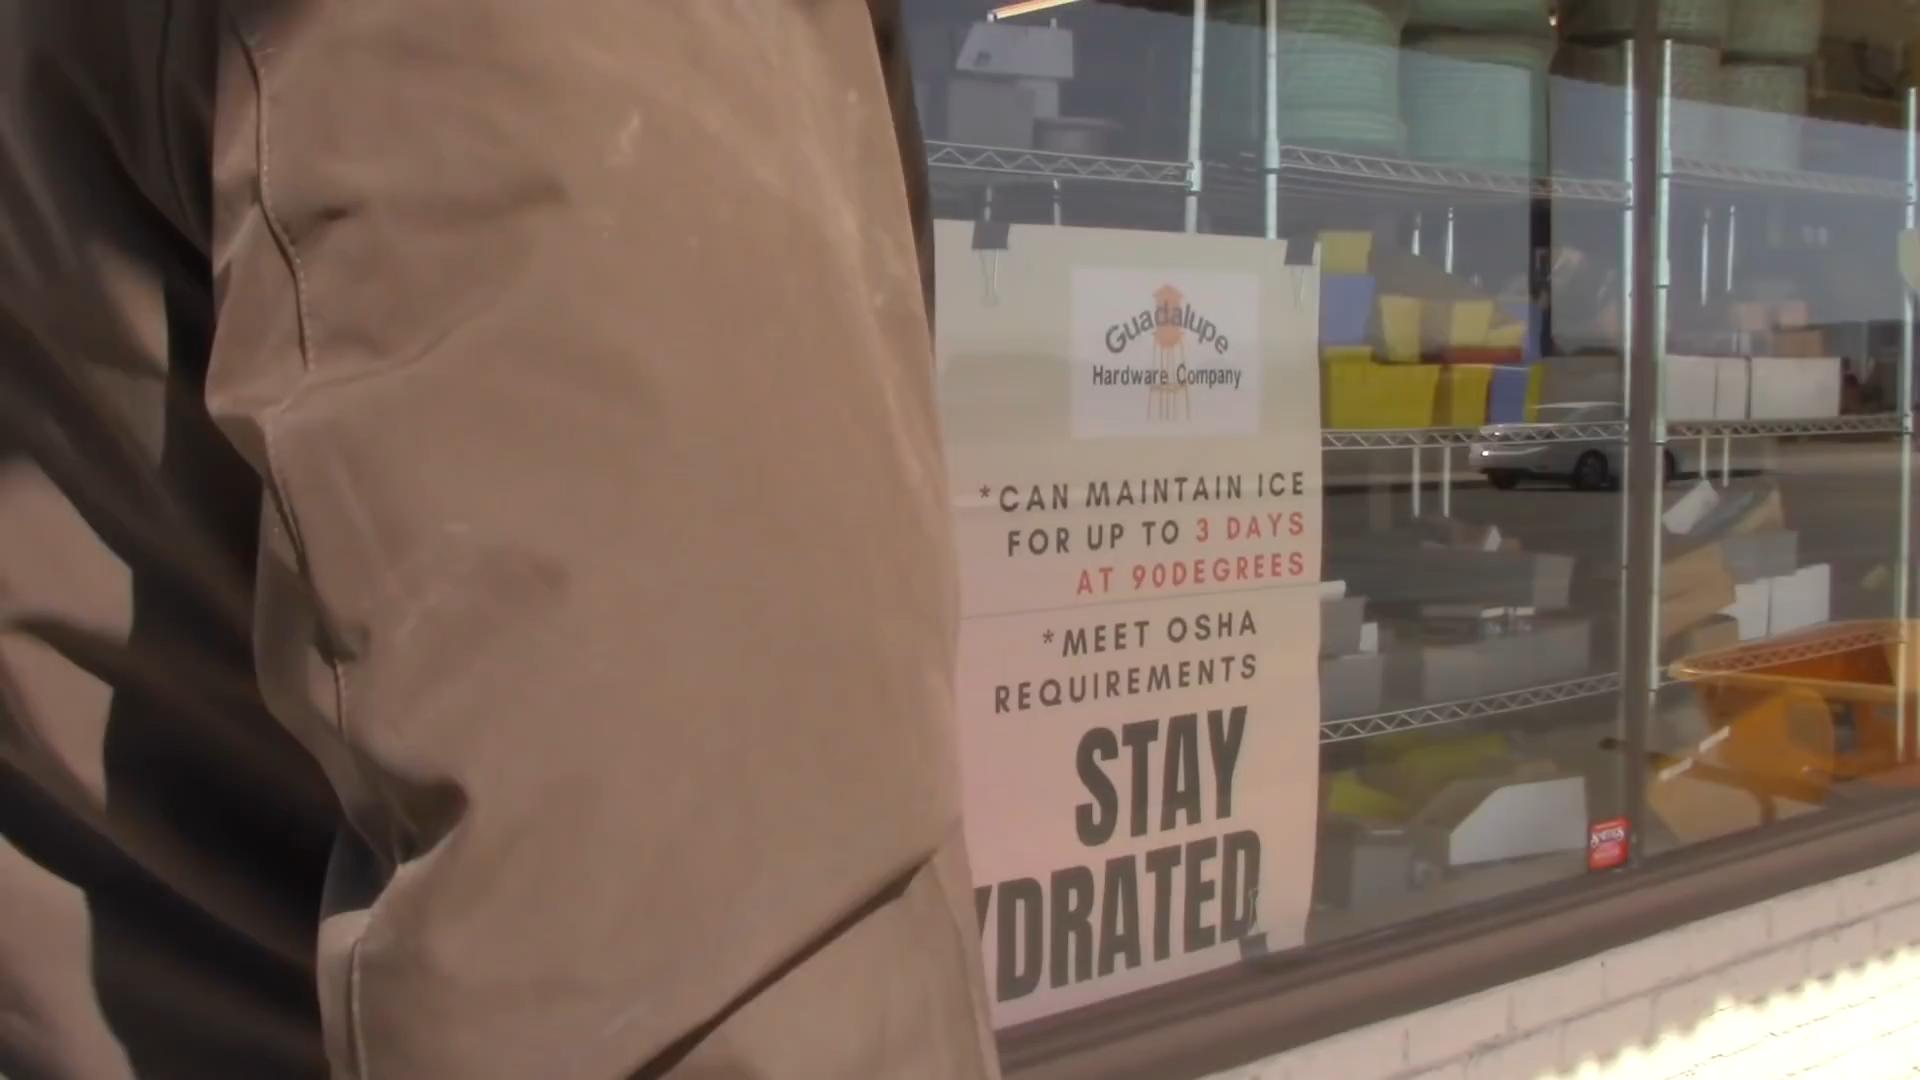 Guadalupe
Hardware Company
*CAN MAINTAIN ICE
FOR UP TO 3 DAYS
AT 90DEGREES
*MEET OSHA
REQUIREMENTS
STAY
YDRATED